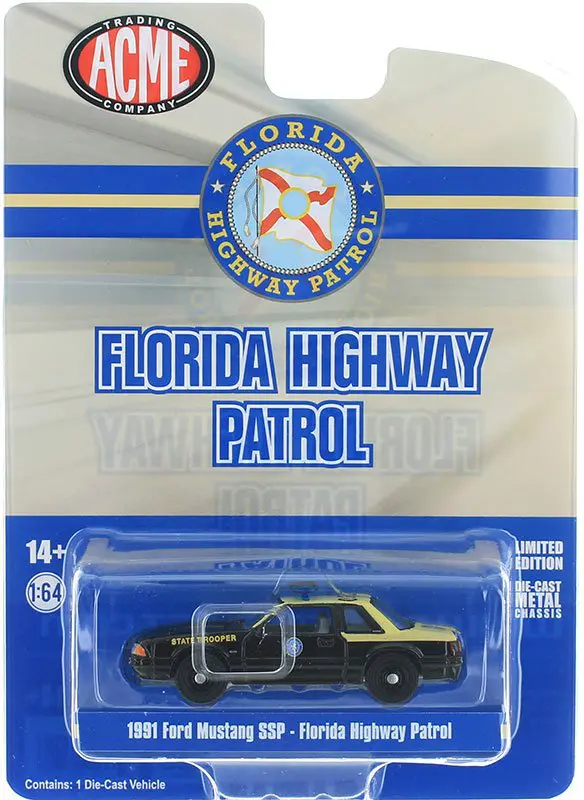 TRADING
ACME
COMPANY
FLORIDA
HIGHWAY PATROL
FLORIDA HIGHWAY
PATROL
14+
1:64
LIMITED
EDITION
DIE-CAST
METAL
CHASSIS
STATE TROOPER
1991 Ford Mustang SSP - Florida Highway Patrol
Contains: 1 Die-Cast Vehicle